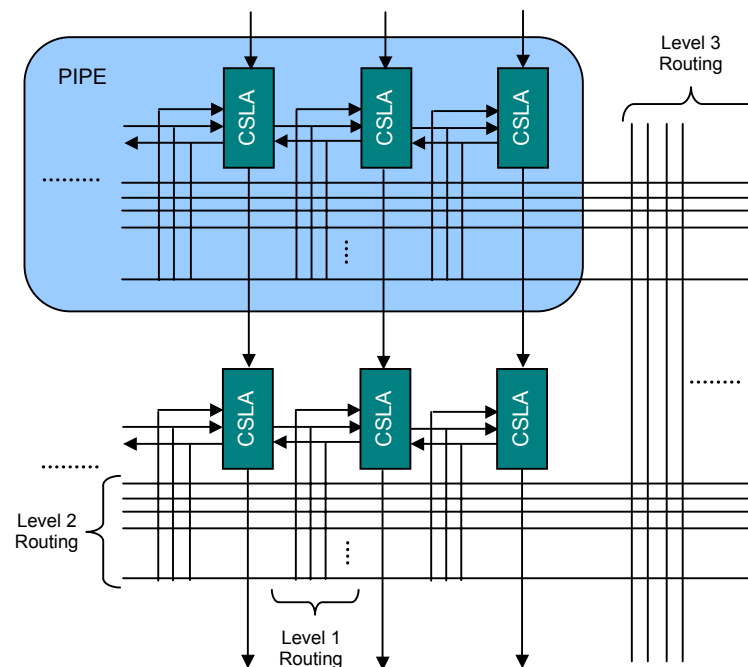 Level 3
Routing
PIPE
CSLA
CSLA
CSLA
CSLA
CSLA
CSLA
Level 2
Routing
Level 1
Routing